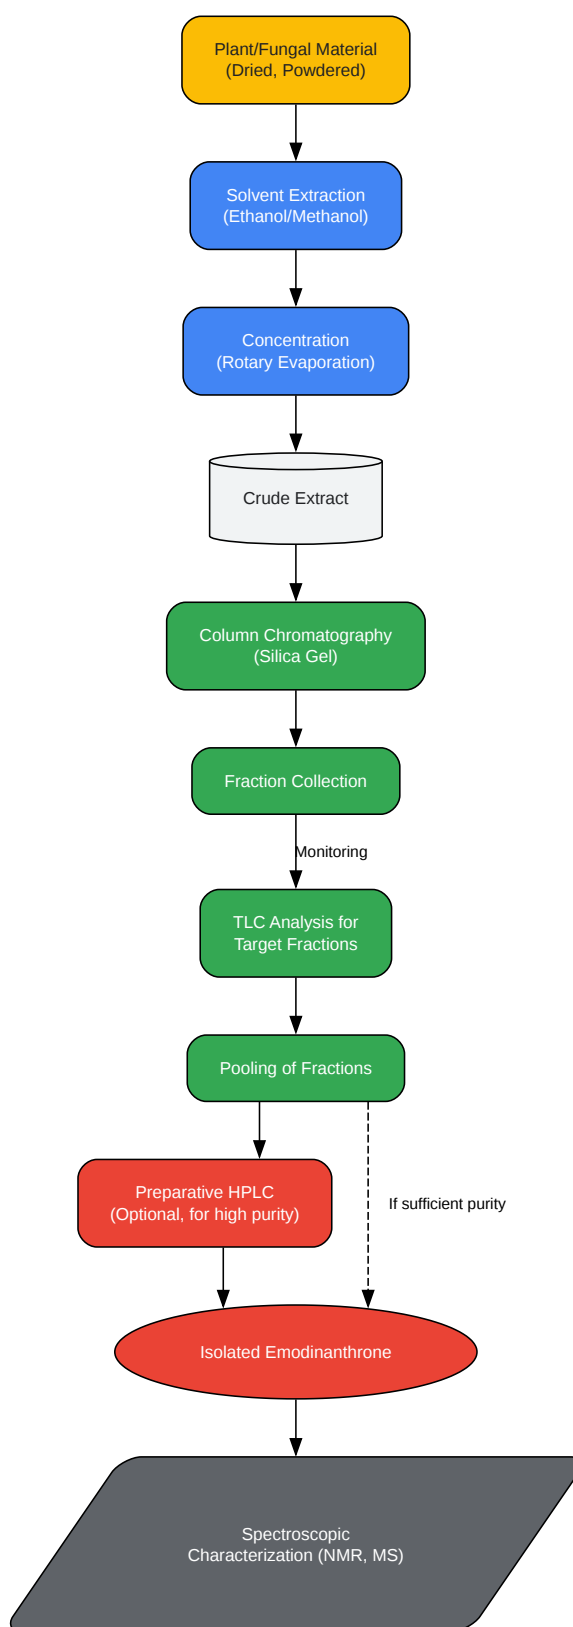 Plant/Fungal Material
(Dried, Powdered)
Solvent Extraction
(Ethanol/Methanol)
Concentration
(Rotary Evaporation)
Crude Extract
Column Chromatography
(Silica Gel)
Fraction Collection
Monitoring
TLC Analysis for
Target Fractions
Pooling of Fractions
Preparative HPLC
(Optional, for high purity)
If sufficient purity
Isolated Emodinanthrone
Spectroscopic
Characterization (NMR, MS)